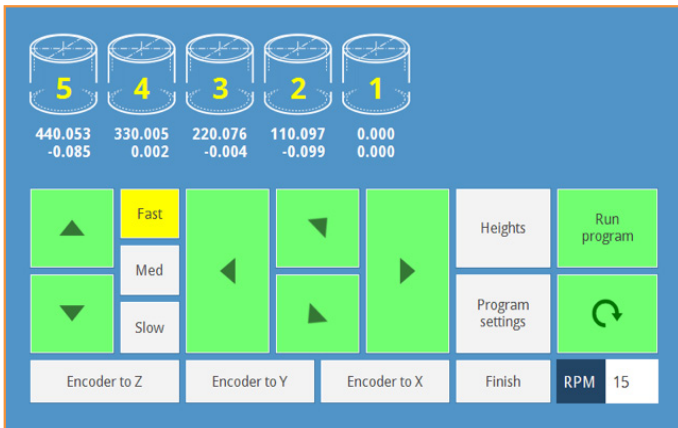 5 4 3 2 1
440.053 330.005 220.076 110.097 0.000
-0.085 0.002 -0.004 -0.099 0.000
Fast
Med
Slow
Heights
Run
program
Program
settings
Encoder to Z Encoder to Y Encoder to X Finish RPM 15